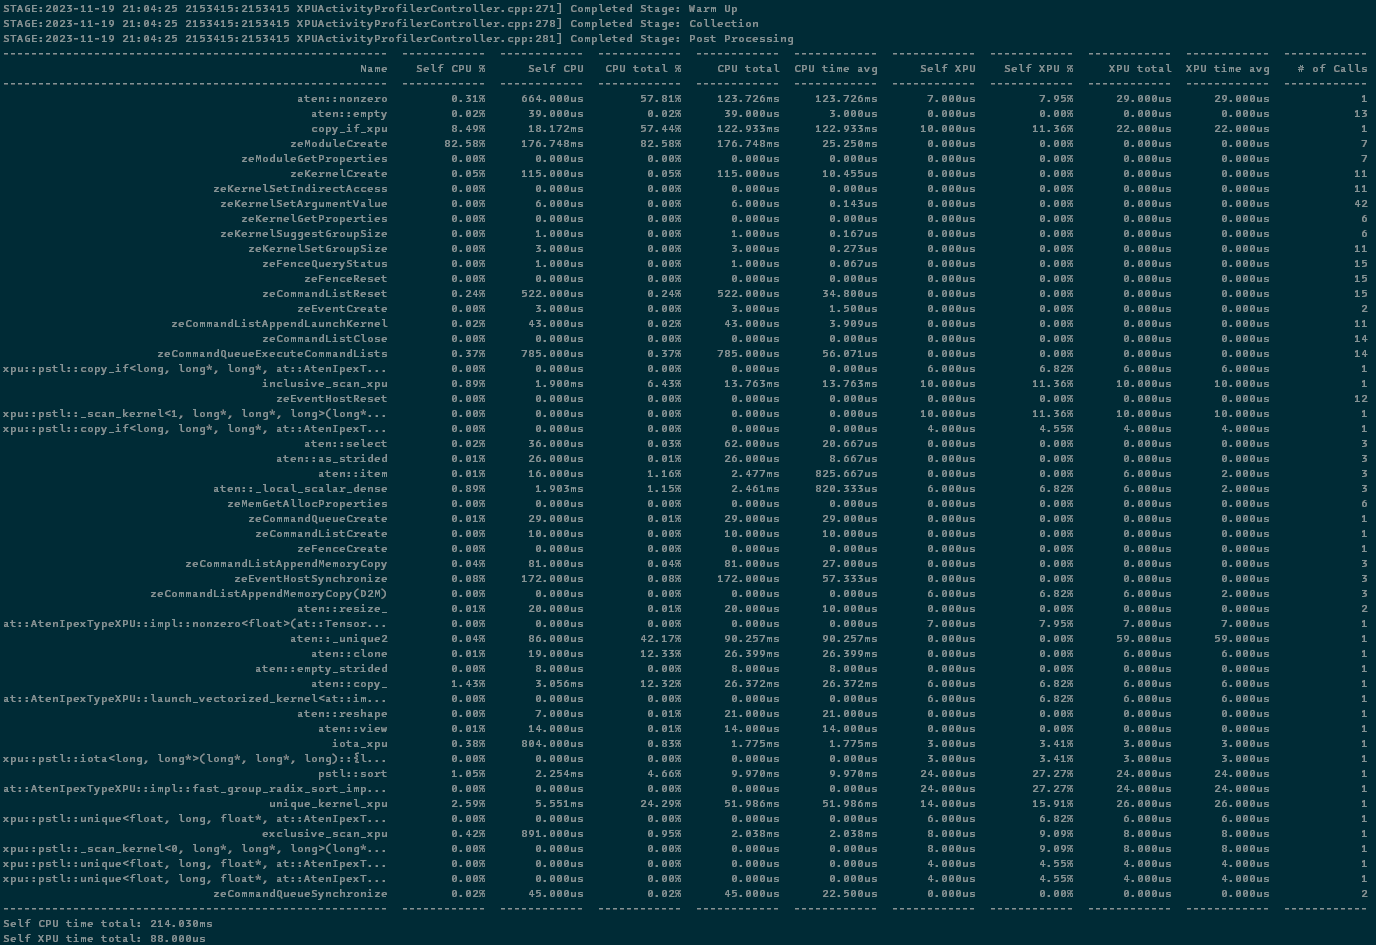 STAGE:2023-11-19 21:04:25 2153415:2153415 XPUActivityProfilerController.cpp:271] Completed Stage: Warm Up
STAGE:2023-11-19 21:04:25 2153415:2153415 XPUActivityProfilerController.cpp:278] Completed Stage: Collection
STAGE:2023-11-19 21:04:25 2153415:2153415 XPUActivityProfilerController.cpp:281] Completed Stage: Post Processing
------------------------------------------------------- ------------ ------------ ------------ ------------ ------------ ------------ ------------ ------------ ------------ ------------
Name Self CPU % Self CPU CPU total % CPU total CPU time avg Self XPU Self XPU % XPU total XPU time avg # of Calls
------------------------------------------------------- ------------ ------------ ------------ ------------ ------------ ------------ ------------ ------------ ------------ ------------
aten::nonzero 0.31% 664.000us 57.81% 123.726ms 123.726ms 7.000us 7.95% 29.000us 29.000us 1
aten::empty 0.02% 39.000us 0.02% 39.000us 3.000us 0.000us 0.00% 0.000us 0.000us 13
copy_if_xpu 8.49% 18.172ms 57.44% 122.933ms 122.933ms 10.000us 11.36% 22.000us 22.000us 1
zeModuleCreate 82.58% 176.748ms 82.58% 176.748ms 25.250ms 0.000us 0.00% 0.000us 0.000us 7
zeModuleGetProperties 0.00% 0.000us 0.00% 0.000us 0.000us 0.000us 0.00% 0.000us 0.000us 7
zeKernelCreate 0.05% 115.000us 0.05% 115.000us 10.455us 0.000us 0.00% 0.000us 0.000us 11
zeKernelSetIndirectAccess 0.00% 0.000us 0.00% 0.000us 0.000us 0.000us 0.00% 0.000us 0.000us 11
zeKernelSetArgumentValue 0.00% 6.000us 0.00% 6.000us 0.143us 0.000us 0.00% 0.000us 0.000us 42
zeKernelGetProperties 0.00% 0.000us 0.00% 0.000us 0.000us 0.000us 0.00% 0.000us 0.000us 6
zeKernelSuggestGroupSize 0.00% 1.000us 0.00% 1.000us 0.167us 0.000us 0.00% 0.000us 0.000us 6
zeKernelSetGroupSize 0.00% 3.000us 0.00% 3.000us 0.273us 0.000us 0.00% 0.000us 0.000us 11
zeFenceQueryStatus 0.00% 1.000us 0.00% 1.000us 0.067us 0.000us 0.00% 0.000us 0.000us 15
zeFenceReset 0.00% 0.000us 0.00% 0.000us 0.000us 0.000us 0.00% 0.000us 0.000us 15
zeCommandListReset 0.24% 522.000us 0.24% 522.000us 34.800us 0.000us 0.00% 0.000us 0.000us 15
zeEventCreate 0.00% 3.000us 0.00% 3.000us 1.500us 0.000us 0.00% 0.000us 0.000us 2
zeCommandListAppendLaunchKernel 0.02% 43.000us 0.02% 43.000us 3.909us 0.000us 0.00% 0.000us 0.000us 11
zeCommandListClose 0.00% 0.000us 0.00% 0.000us 0.000us 0.000us 0.00% 0.000us 0.000us 14
zeCommandQueueExecuteCommandLists 0.37% 785.000us 0.37% 785.000us 56.071us 0.000us 0.00% 0.000us 0.000us 14
xpu::pstl::copy_if<long, long*, long*, at::AtenIpexT... 0.00% 0.000us 0.00% 0.000us 0.000us 6.000us 6.82% 6.000us 6.000us 1
inclusive_scan_xpu 0.89% 1.900ms 6.43% 13.763ms 13.763ms 10.000us 11.36% 10.000us 10.000us 1
zeEventHostReset 0.00% 0.000us 0.00% 0.000us 0.000us 0.000us 0.00% 0.000us 0.000us 12
xpu::pstl::_scan_kernel<1, long*, long*, long>(long*... 0.00% 0.000us 0.00% 0.000us 0.000us 10.000us 11.36% 10.000us 10.000us 1
xpu::pstl::copy_if<long, long*, long*, at::AtenIpexT... 0.00% 0.000us 0.00% 0.000us 0.000us 4.000us 4.55% 4.000us 4.000us 1
aten::select 0.02% 36.000us 0.03% 62.000us 20.667us 0.000us 0.00% 0.000us 0.000us 3
aten::as_strided 0.01% 26.000us 0.01% 26.000us 8.667us 0.000us 0.00% 0.000us 0.000us 3
aten::item 0.01% 16.000us 1.16% 2.477ms 825.667us 0.000us 0.00% 6.000us 2.000us 3
aten::_local_scalar_dense 0.89% 1.903ms 1.15% 2.461ms 820.333us 6.000us 6.82% 6.000us 2.000us 3
zeMemGetAllocProperties 0.00% 0.000us 0.00% 0.000us 0.000us 0.000us 0.00% 0.000us 0.000us 6
zeCommandQueueCreate 0.01% 29.000us 0.01% 29.000us 29.000us 0.000us 0.00% 0.000us 0.000us 1
zeCommandListCreate 0.00% 10.000us 0.00% 10.000us 10.000us 0.000us 0.00% 0.000us 0.000us 1
zeFenceCreate 0.00% 0.000us 0.00% 0.000us 0.000us 0.000us 0.00% 0.000us 0.000us 1
zeCommandListAppendMemoryCopy 0.04% 81.000us 0.04% 81.000us 27.000us 0.000us 0.00% 0.000us 0.000us 3
zeEventHostSynchronize 0.08% 172.000us 0.08% 172.000us 57.333us 0.000us 0.00% 0.000us 0.000us 3
zeCommandListAppendMemoryCopy(D2M) 0.00% 0.000us 0.00% 0.000us 0.000us 6.000us 6.82% 6.000us 2.000us 3
aten::resize_ 0.01% 20.000us 0.01% 20.000us 10.000us 0.000us 0.00% 0.000us 0.000us 2
at::AtenIpexTypeXPU::impl::nonzero<float>(at::Tensor... 0.00% 0.000us 0.00% 0.000us 0.000us 7.000us 7.95% 7.000us 7.000us 1
aten::_unique2 0.04% 86.000us 42.17% 90.257ms 90.257ms 0.000us 0.00% 59.000us 59.000us 1
aten::clone 0.01% 19.000us 12.33% 26.399ms 26.399ms 0.000us 0.00% 6.000us 6.000us 1
aten::empty_strided 0.00% 8.000us 0.00% 8.000us 8.000us 0.000us 0.00% 0.000us 0.000us 1
aten::copy_ 1.43% 3.056ms 12.32% 26.372ms 26.372ms 6.000us 6.82% 6.000us 6.000us 1
at::AtenIpexTypeXPU::launch_vectorized_kernel<at::im... 0.00% 0.000us 0.00% 0.000us 0.000us 6.000us 6.82% 6.000us 6.000us 1
aten::reshape 0.00% 7.000us 0.01% 21.000us 21.000us 0.000us 0.00% 0.000us 0.000us 1
aten::view 0.01% 14.000us 0.01% 14.000us 14.000us 0.000us 0.00% 0.000us 0.000us 1
iota_xpu 0.38% 804.000us 0.83% 1.775ms 1.775ms 3.000us 3.41% 3.000us 3.000us 1
xpu::pstl::iota<long, long*>(long*, long*, long)::{l... 0.00% 0.000us 0.00% 0.000us 0.000us 3.000us 3.41% 3.000us 3.000us 1
pstl::sort 1.05% 2.254ms 4.66% 9.970ms 9.970ms 24.000us 27.27% 24.000us 24.000us 1
at::AtenIpexTypeXPU::impl::fast_group_radix_sort_imp... 0.00% 0.000us 0.00% 0.000us 0.000us 24.000us 27.27% 24.000us 24.000us 1
unique_kernel_xpu 2.59% 5.551ms 24.29% 51.986ms 51.986ms 14.000us 15.91% 26.000us 26.000us 1
xpu::pstl::unique<float, long, float*, at::AtenIpexT... 0.00% 0.000us 0.00% 0.000us 0.000us 6.000us 6.82% 6.000us 6.000us 1
exclusive_scan_xpu 0.42% 891.000us 0.95% 2.038ms 2.038ms 8.000us 9.09% 8.000us 8.000us 1
xpu::pstl::_scan_kernel<0, long*, long*, long>(long*... 0.00% 0.000us 0.00% 0.000us 0.000us 8.000us 9.09% 8.000us 8.000us 1
xpu::pstl::unique<float, long, float*, at::AtenIpexT... 0.00% 0.000us 0.00% 0.000us 0.000us 4.000us 4.55% 4.000us 4.000us 1
xpu::pstl::unique<float, long, float*, at::AtenIpexT... 0.00% 0.000us 0.00% 0.000us 0.000us 4.000us 4.55% 4.000us 4.000us 1
zeCommandQueueSynchronize 0.02% 45.000us 0.02% 45.000us 22.500us 0.000us 0.00% 0.000us 0.000us 2
------------------------------------------------------- ------------ ------------ ------------ ------------ ------------ ------------ ------------ ------------ ------------ ------------
Self CPU time total: 214.030ms
Self XPU time total: 88.000us